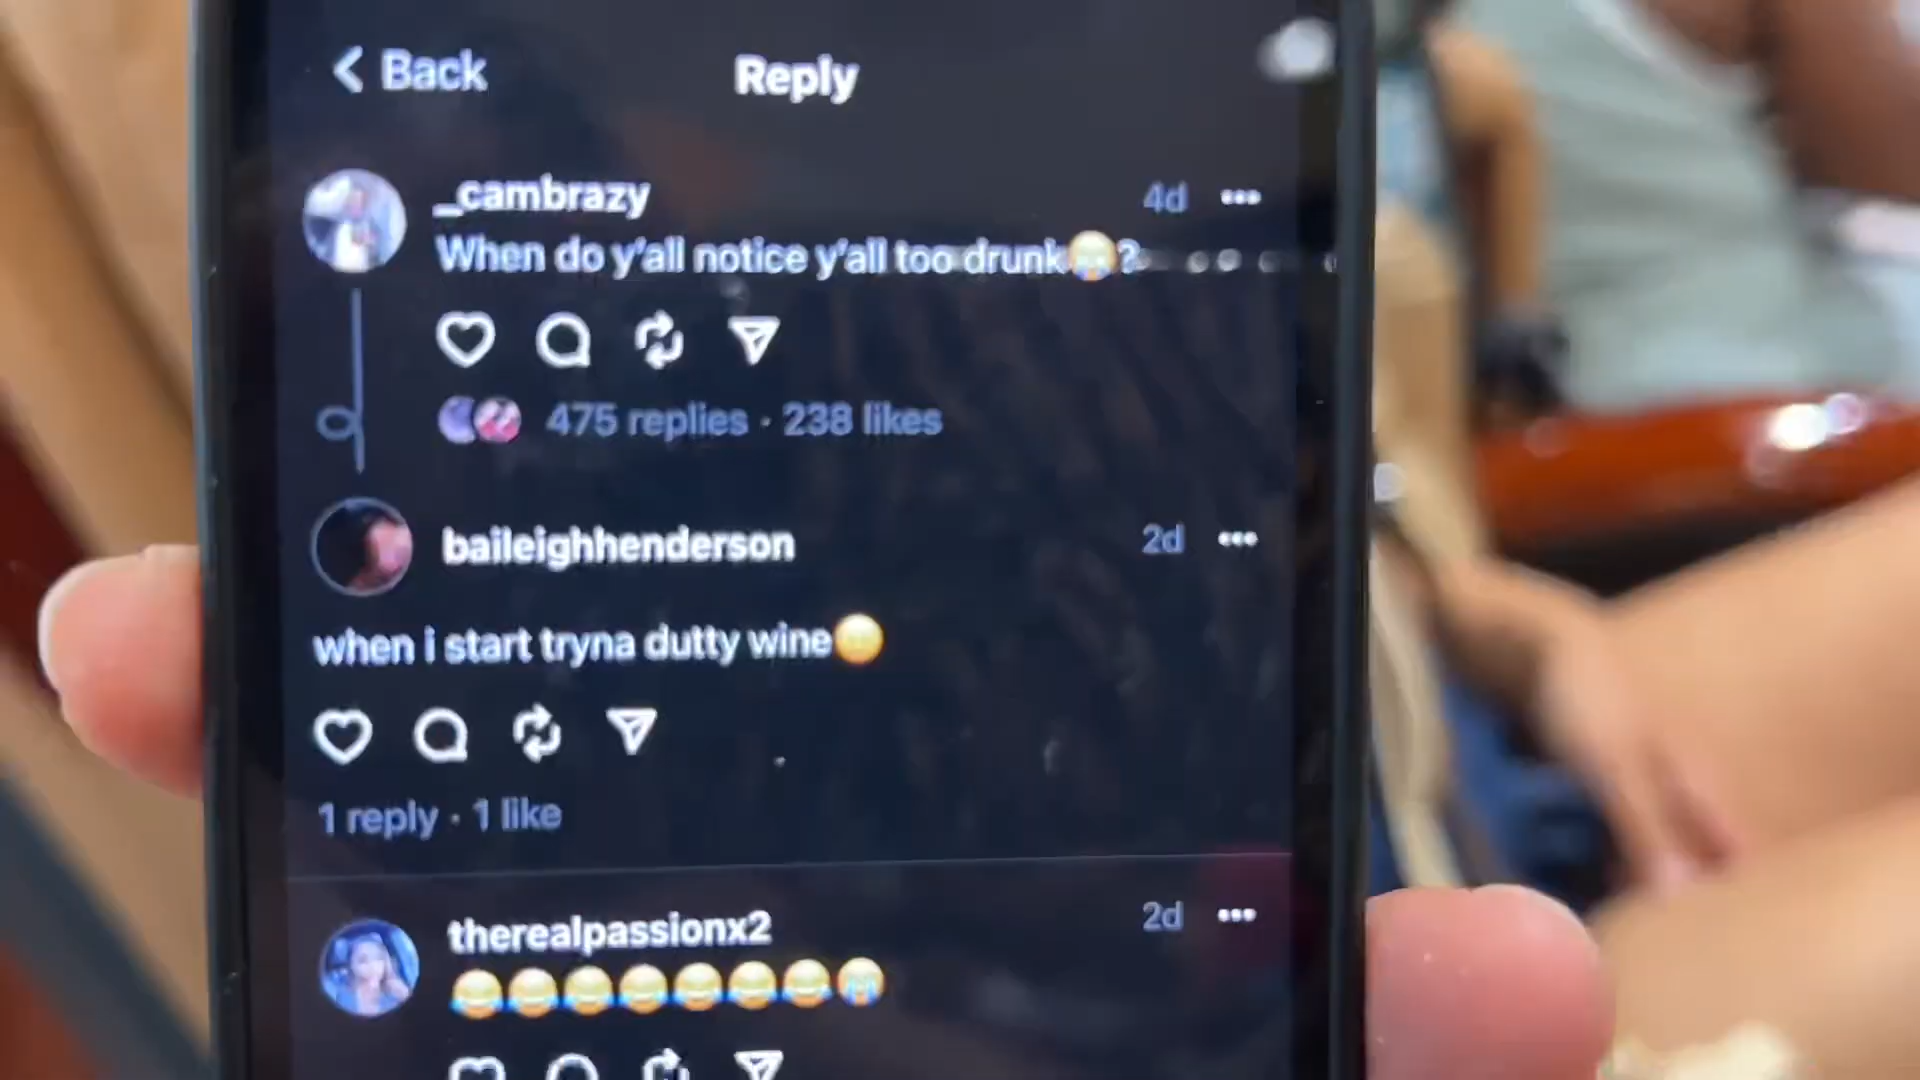 Back
Reply
_cambrazy
4d
When do y'all notice y'all too drunk😭?
475 replies · 238 likes
baileighhenderson
2d
when i start tryna dutty wine
1 reply · 1 like
therealpassionx2
2d
😂😂😂😂😂😂😂😭